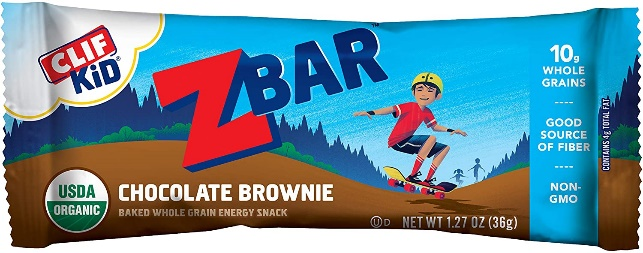 CLIF
KiD®
ZBAR™
10g
WHOLE
GRAINS
GOOD
SOURCE
OF FIBER
NON-
GMO
CONTAINS 4g TOTAL FAT
USDA
ORGANIC
CHOCOLATE BROWNIE
BAKED WHOLE GRAIN ENERGY SNACK
U D NET WT 1.27 OZ (36g)